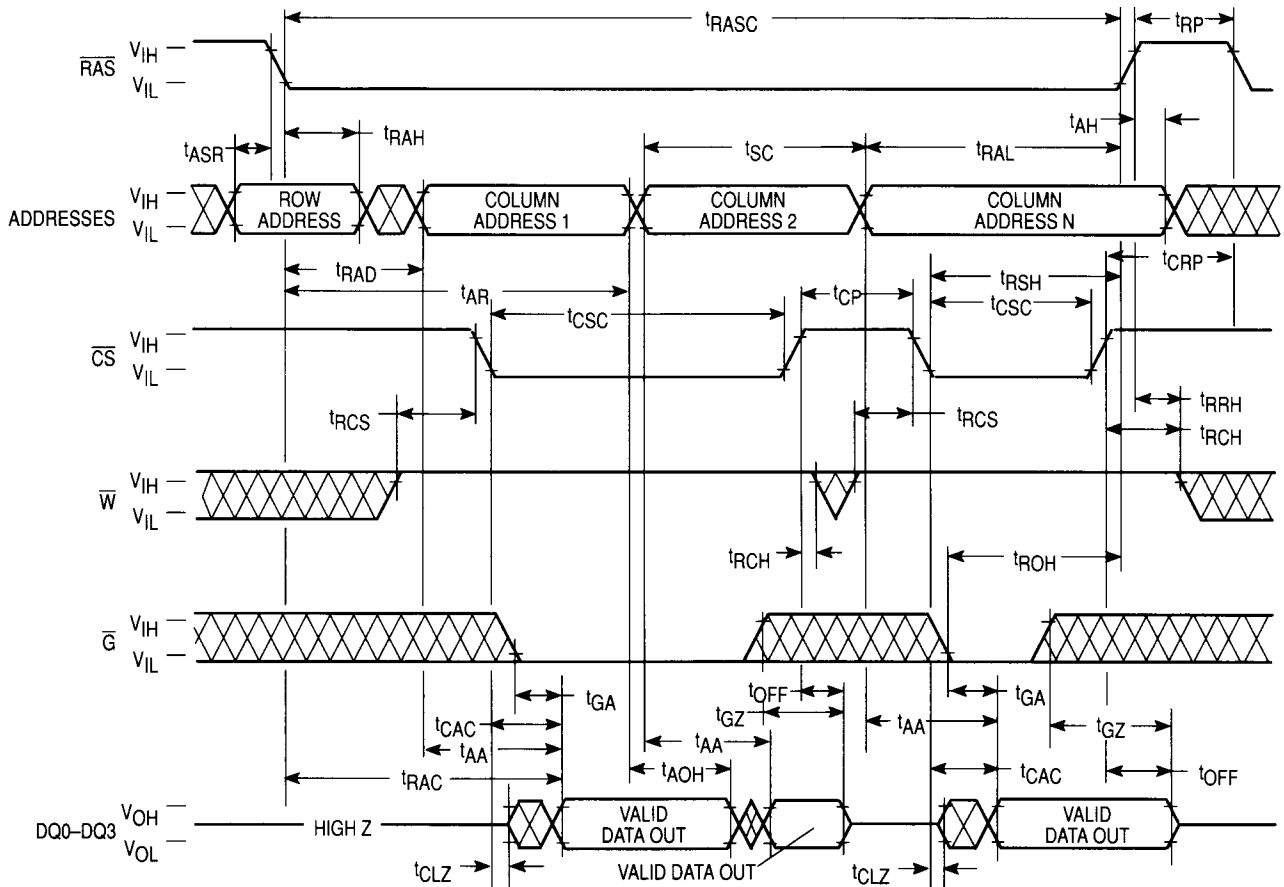 tRASC
tRP
RAS
VIH
VIL
tAH
tASR
tRAH
tSC
tRAL
ADDRESSES
VIH
VIL
ROW ADDRESS
COLUMN ADDRESS 1
COLUMN ADDRESS 2
COLUMN ADDRESS N
tRAD
tCRP
tRSH
tAR
tCP
tCSC
tCSC
CS
VIH
VIL
tRCS
tRCS
tRRH
tRCH
W
VIH
VIL
tRCH
tROH
G
VIH
VIL
tGA
tOFF
tGA
tCAC
tGZ
tGZ
tAA
tAA
tAA
tRAC
tAOH
tCAC
tOFF
DQ0–DQ3
VOH
VOL
HIGH Z
VALID DATA OUT
VALID DATA OUT
tCLZ
VALID DATA OUT
tCLZ